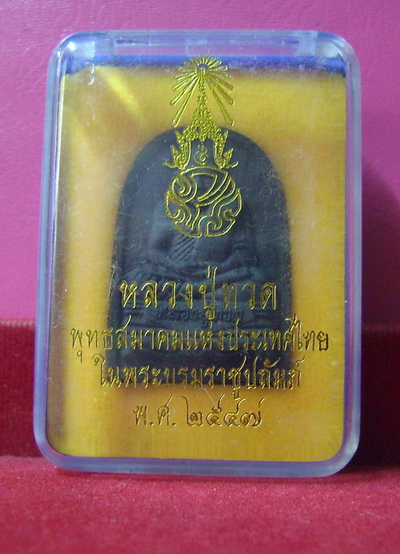 หลวงปู่ทวด
พุทธสมาคมแห่งประเทศไทย
ในพระบรมราชูปถัมภ์
พ.ศ. ๒๕๔๗